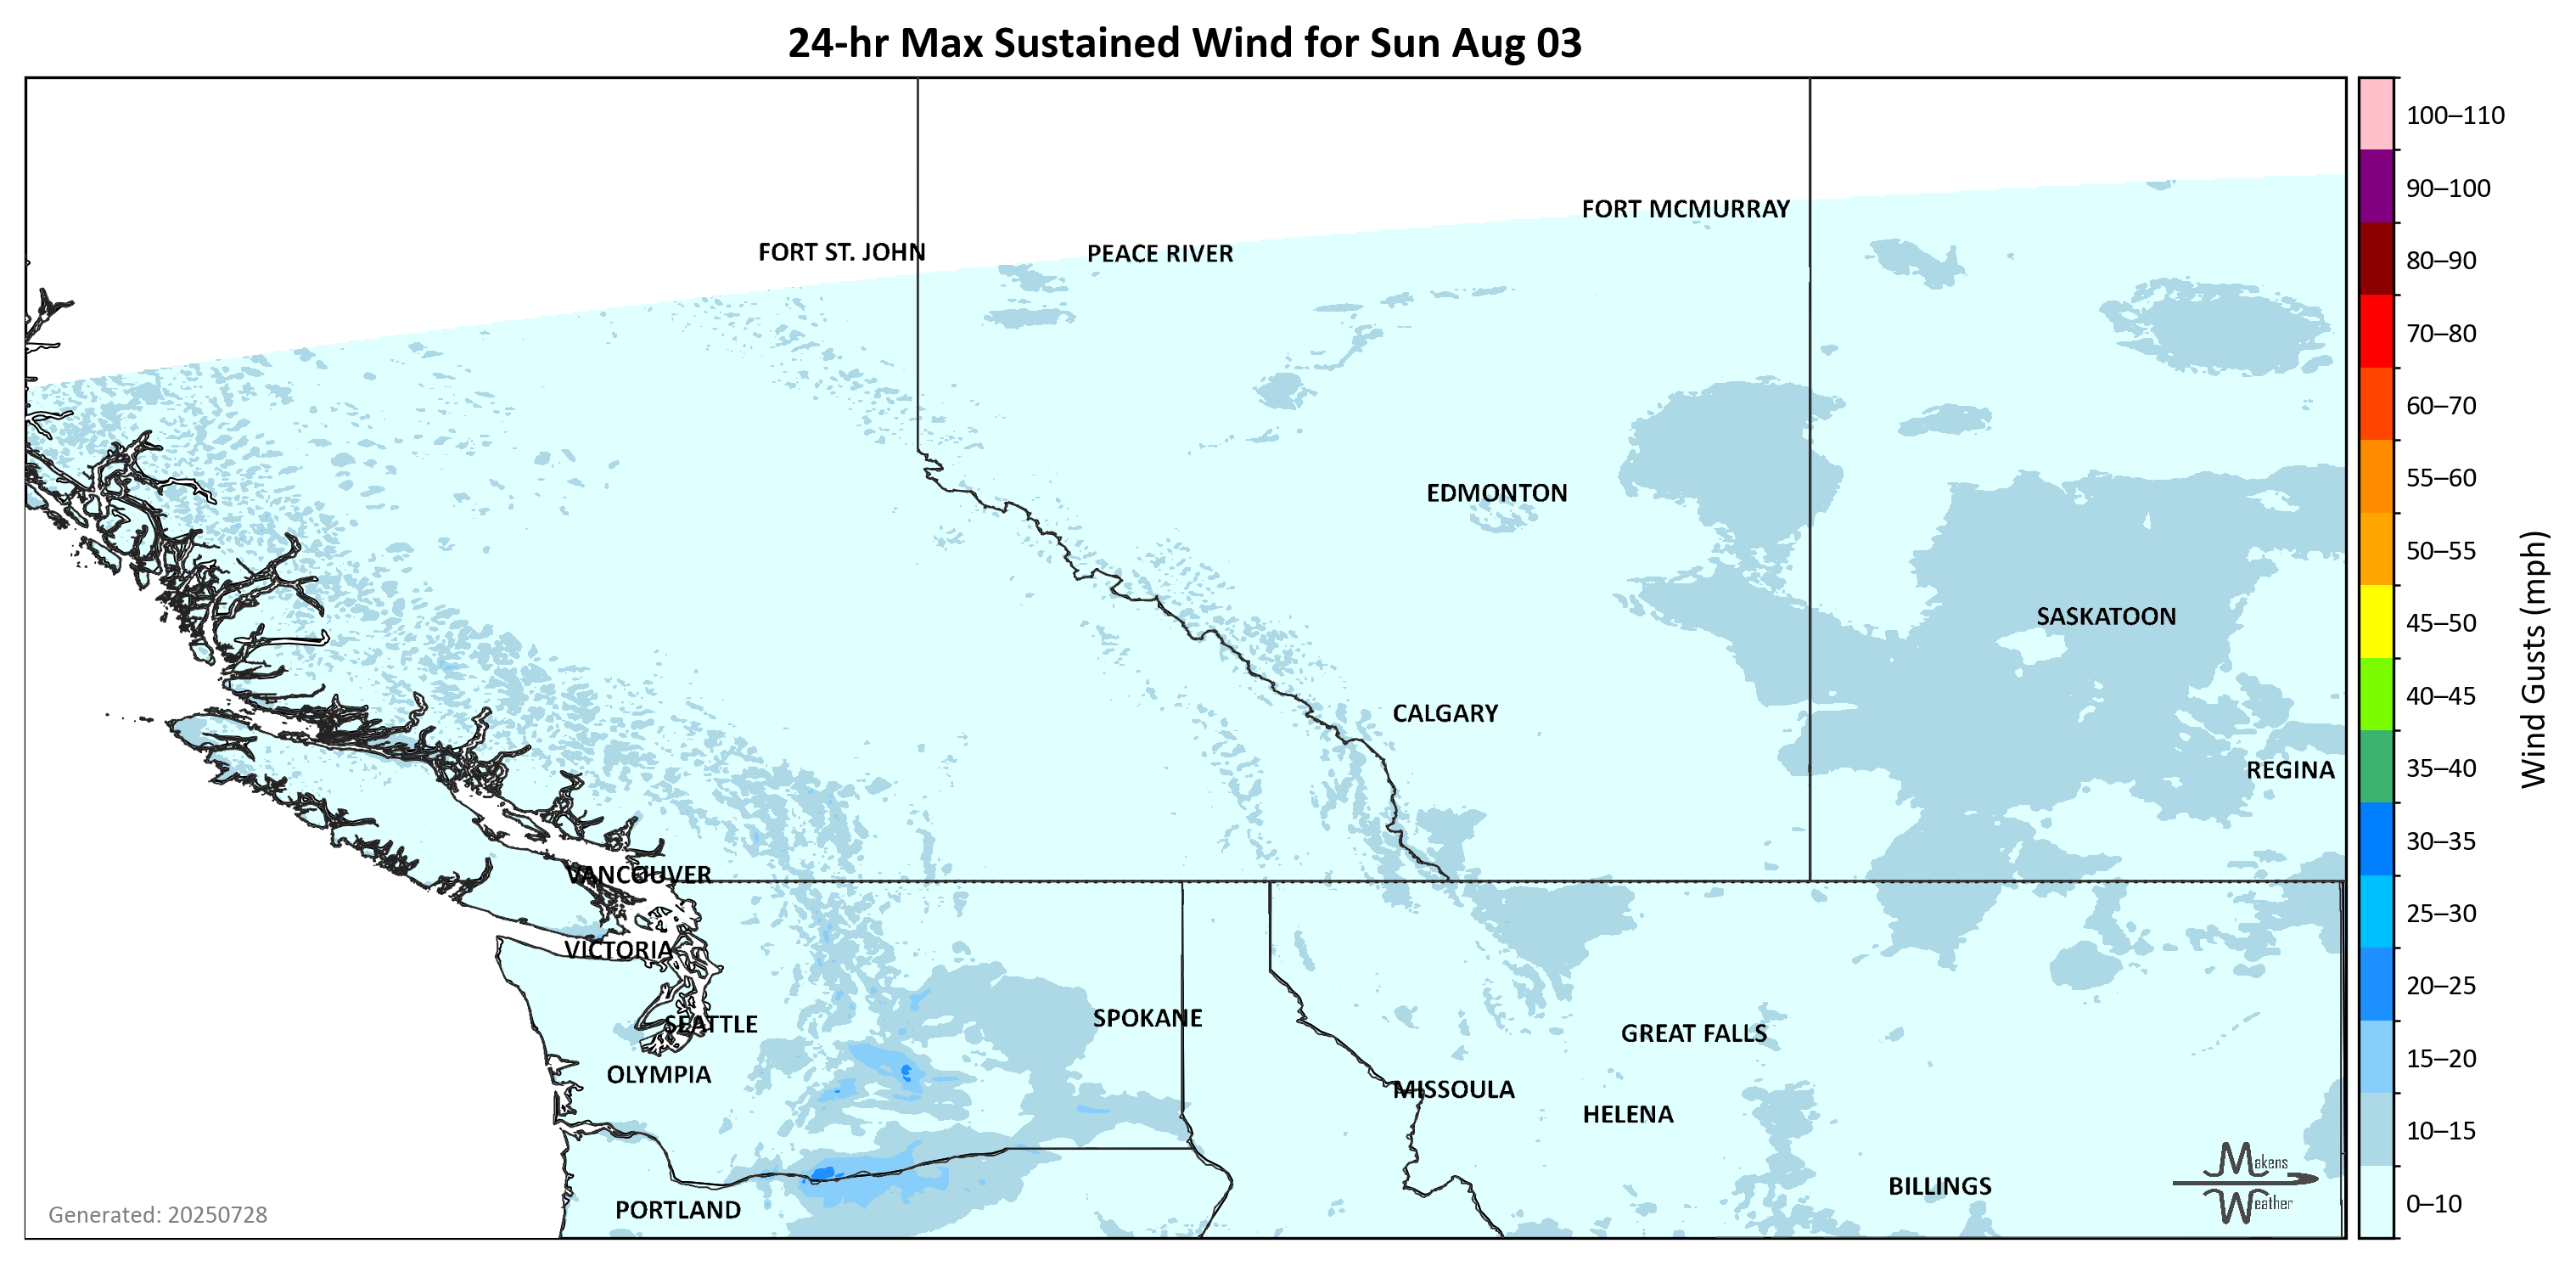 24-hr Max Sustained Wind for Sun Aug 03
100–110
90–100
80–90
70–80
60–70
55–60
50–55
45–50
40–45
35–40
30–35
25–30
20–25
15–20
10–15
0–10
Wind Gusts (mph)
FORT MCMURRAY
FORT ST. JOHN
PEACE RIVER
EDMONTON
SASKATOON
CALGARY
REGINA
VANCOUVER
VICTORIA
SEATTLE
SPOKANE
GREAT FALLS
OLYMPIA
MISSOULA
HELENA
BILLINGS
PORTLAND
Makens
Weather
Generated: 20250728